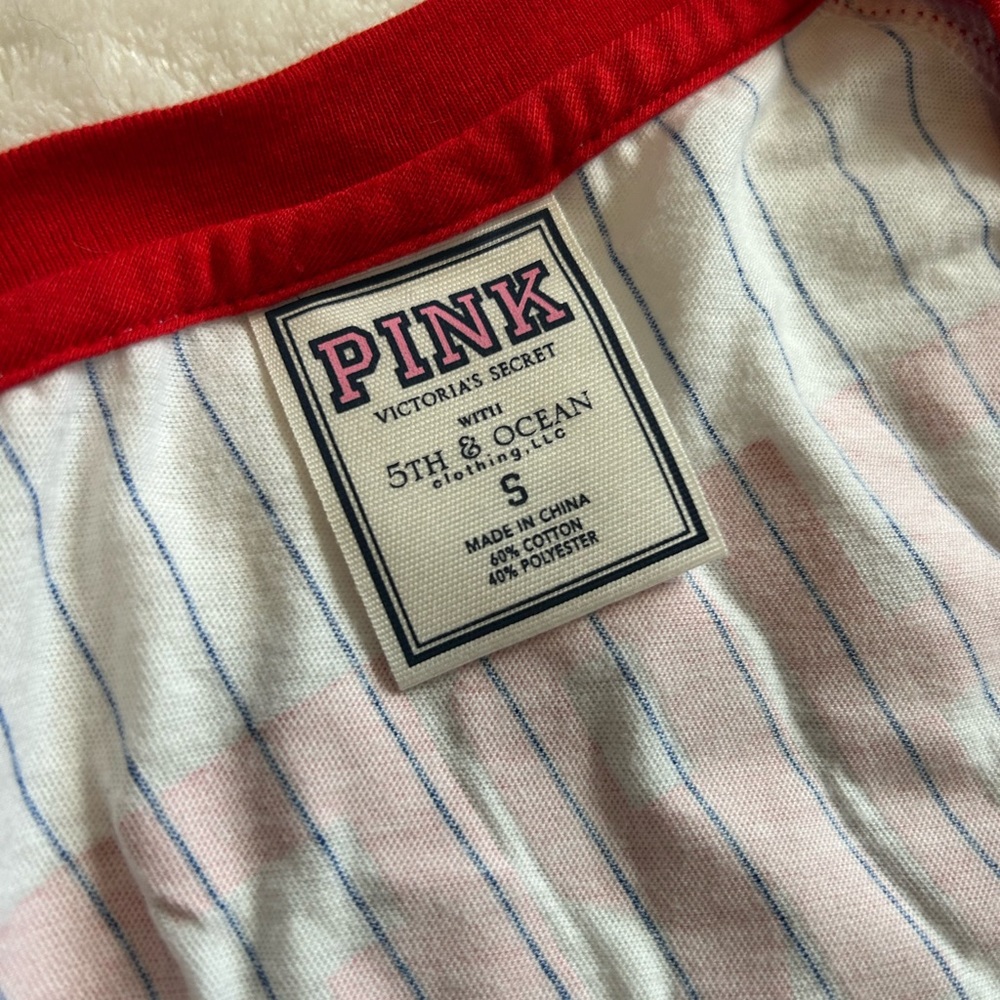 PINK
VICTORIA'S SECRET
WITH
5TH & OCEAN
clothing,LLC
S
MADE IN CHINA
60% COTTON
40% POLYESTER